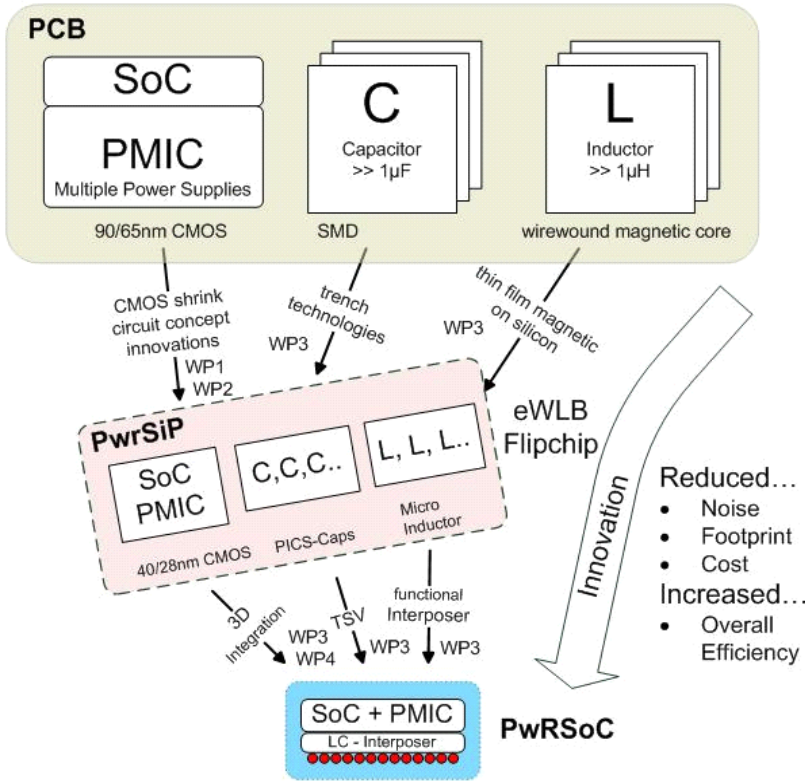 PCB
SoC
PMIC
Multiple Power Supplies
90/65nm CMOS
C
Capacitor
>> 1µF
SMD
L
Inductor
>> 1µH
wirewound magnetic core
CMOS shrink
circuit concept
innovations
WP1
WP2
trench
technologies
WP3
thin film magnetic
on silicon
WP3
PwrSiP
SoC
PMIC
40/28nm CMOS
C,C,C..
PICS-Caps
L, L, L..
Micro
Inductor
eWLB
Flipchip
Innovation
Reduced...
• Noise
• Footprint
• Cost
Increased...
• Overall
Efficiency
3D
Integration
WP3
WP4
TSV
WP3
functional
Interposer
WP3
SoC + PMIC
LC - Interposer
PwRSoC